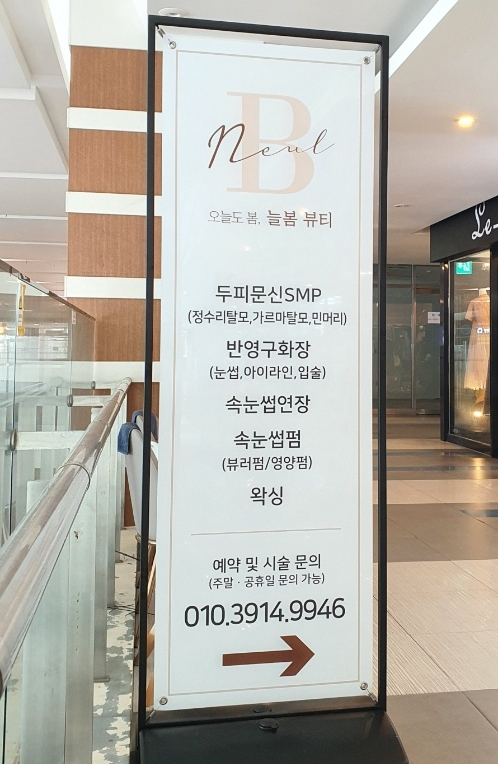 B
Neul
오늘도 봄, 늘봄 뷰티
두피문신SMP
(정수리탈모,가르마탈모,민머리)
반영구화장
(눈썹,아이라인,입술)
속눈썹연장
속눈썹펌
(뷰러펌/영양펌)
왁싱
예약 및 시술 문의
(주말 · 공휴일 문의 가능)
010.3914.9946
Le-